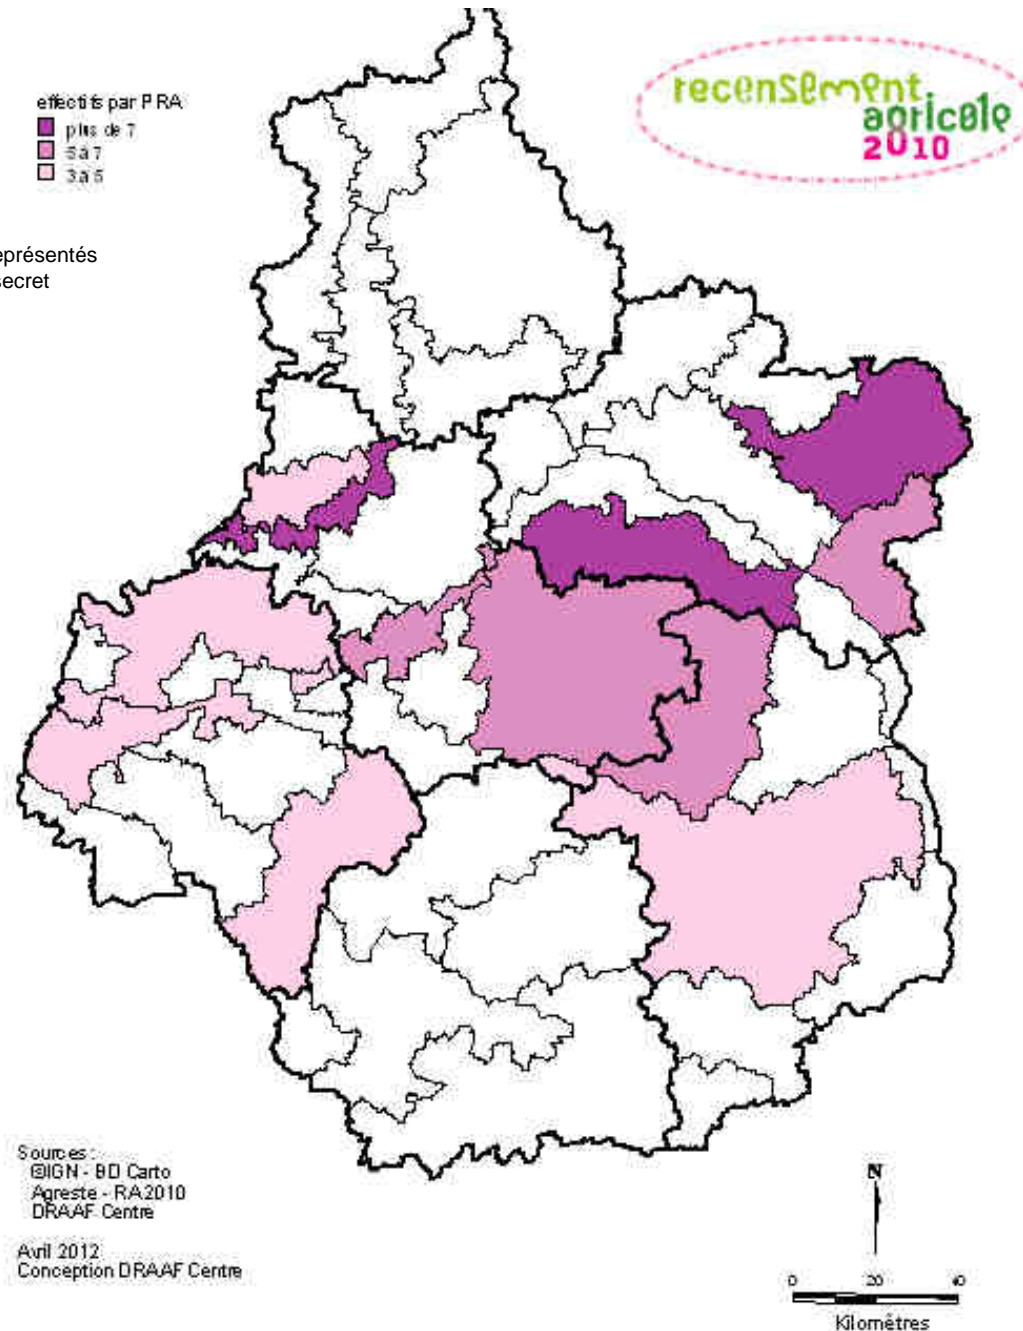 recensement
agricole
2010
effectifs par PRA
plus de 7
5 à 7
3 à 5
eprésentés
secret
Sources :
©IGN - BD Carto
Agreste - RA2010
DRAAF Centre
Avril 2012
Conception DRAAF Centre
N
0 20 40
Kilomètres